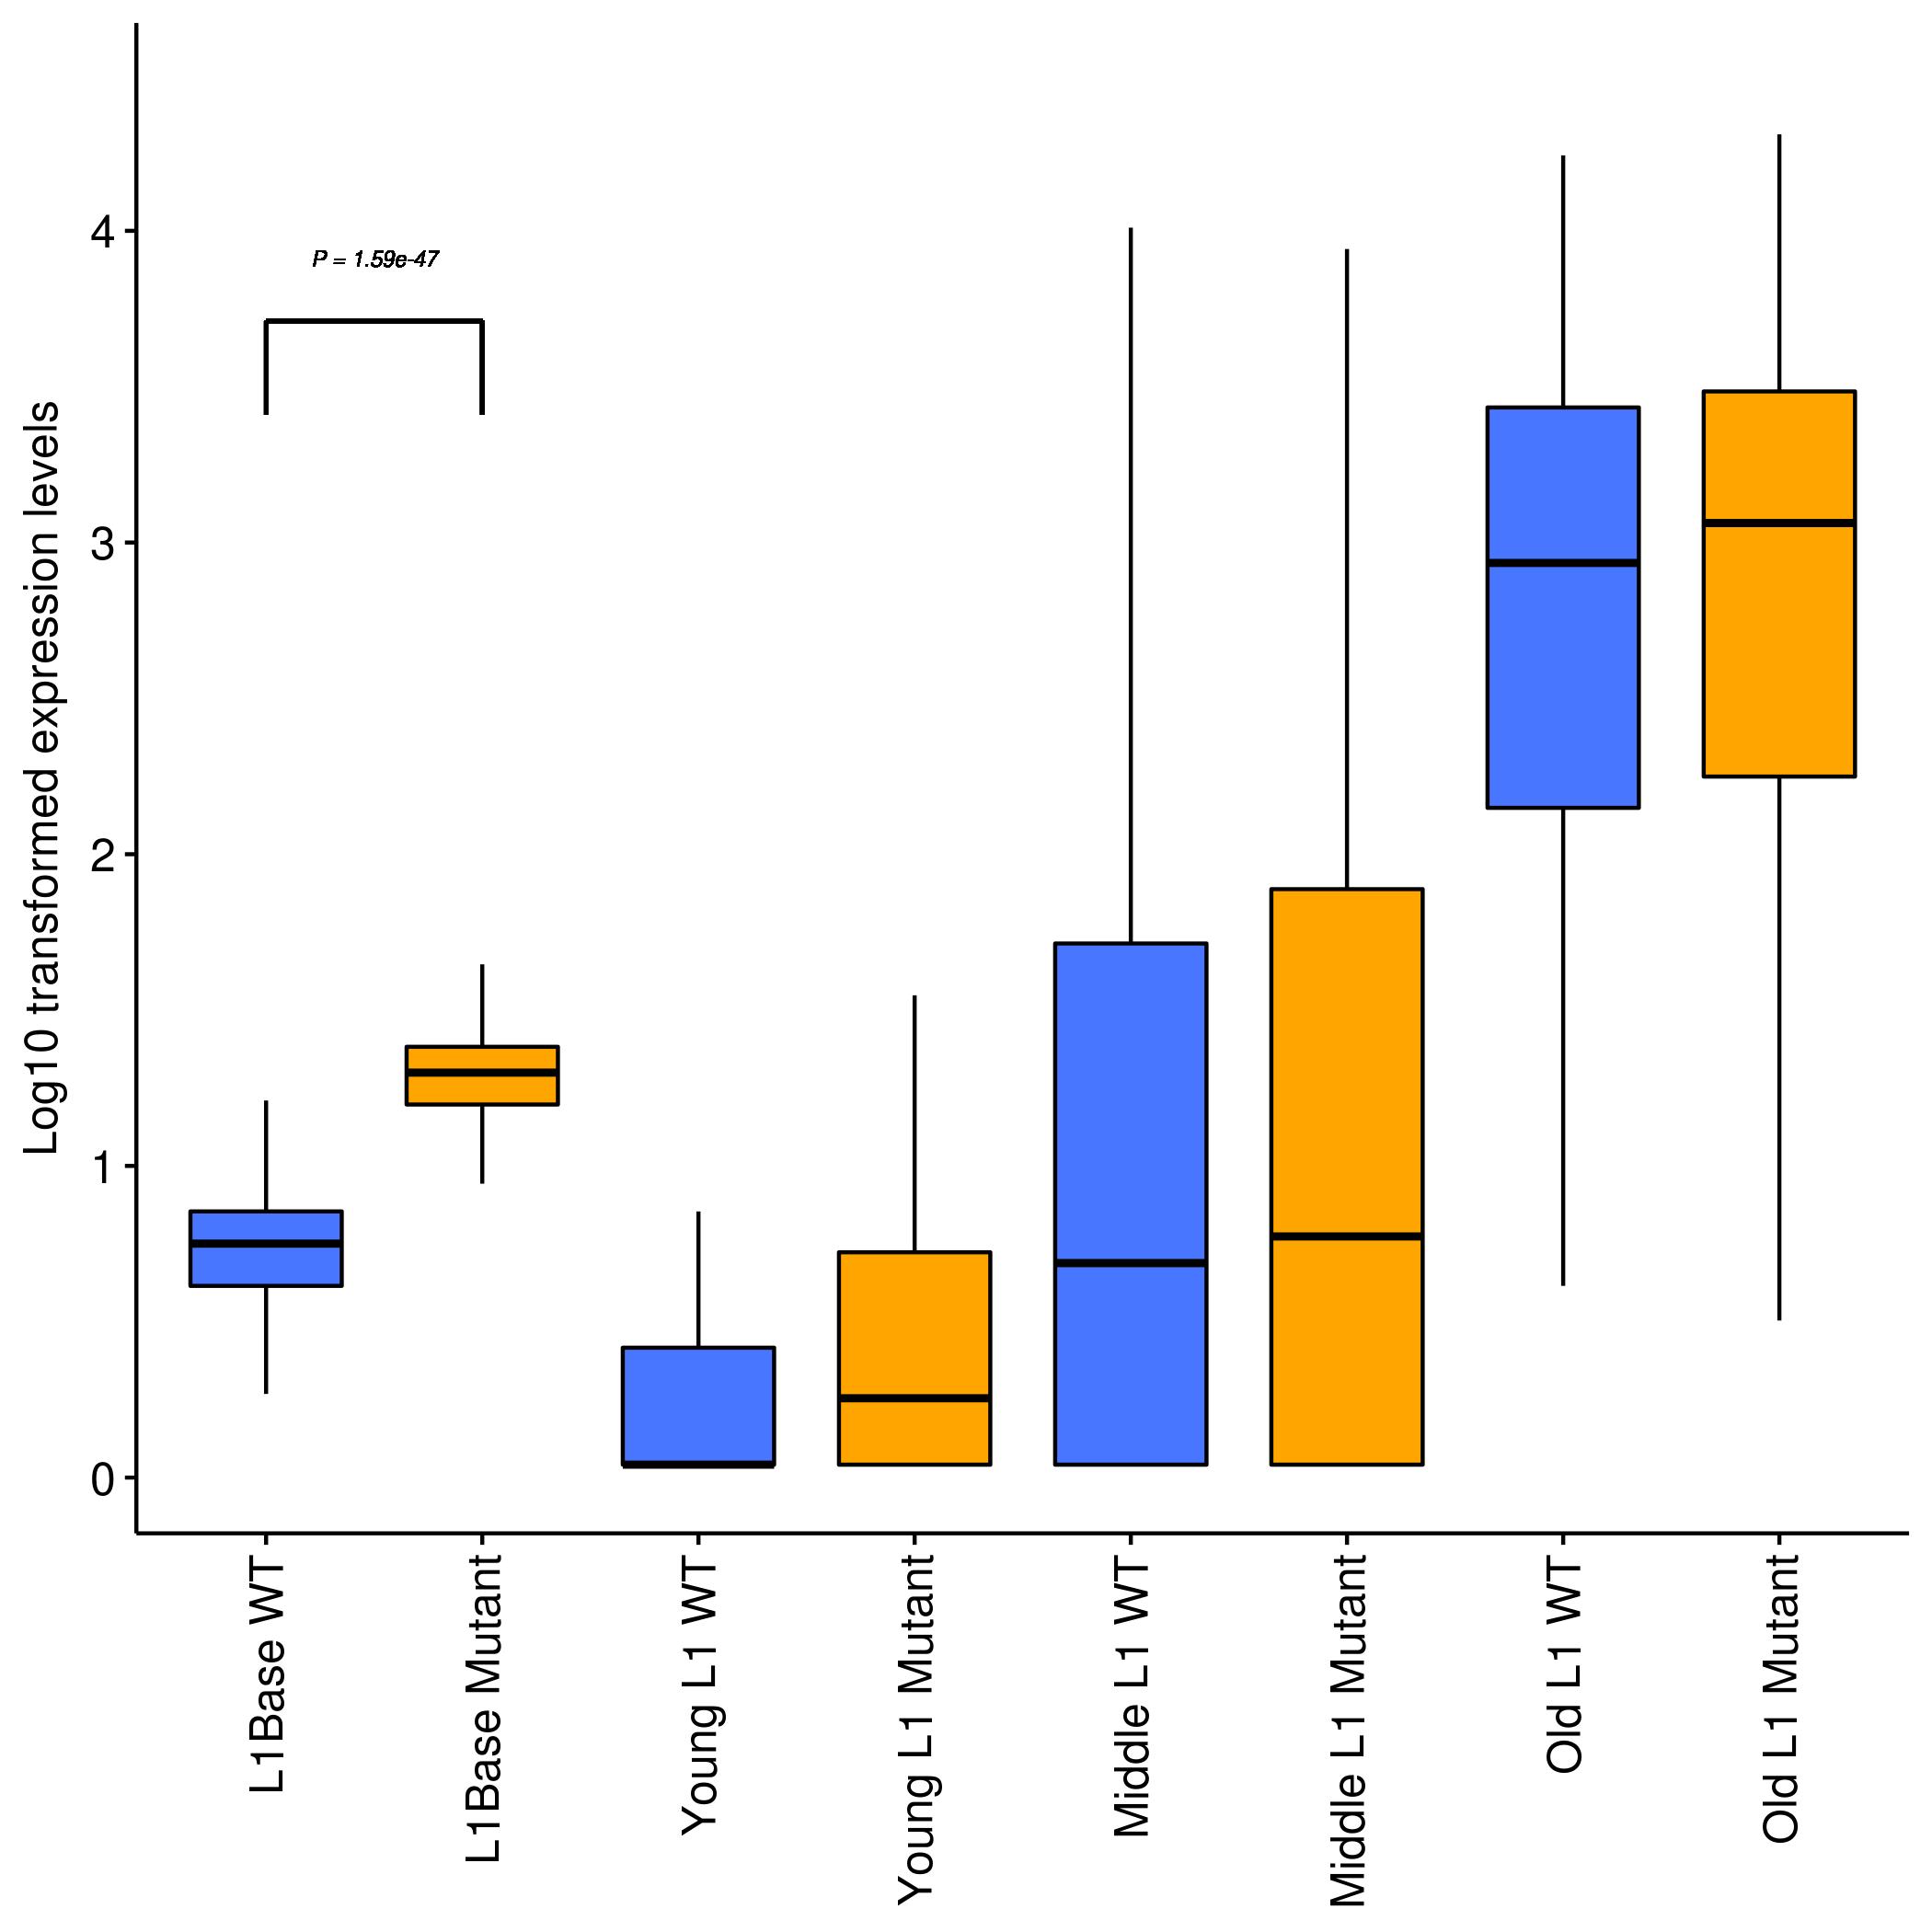 Log10 transformed expression levels
4
3
2
1
0
P = 1.59e-47
L1Base WT
L1Base Mutant
Young L1 WT
Young L1 Mutant
Middle L1 WT
Middle L1 Mutant
Old L1 WT
Old L1 Mutant